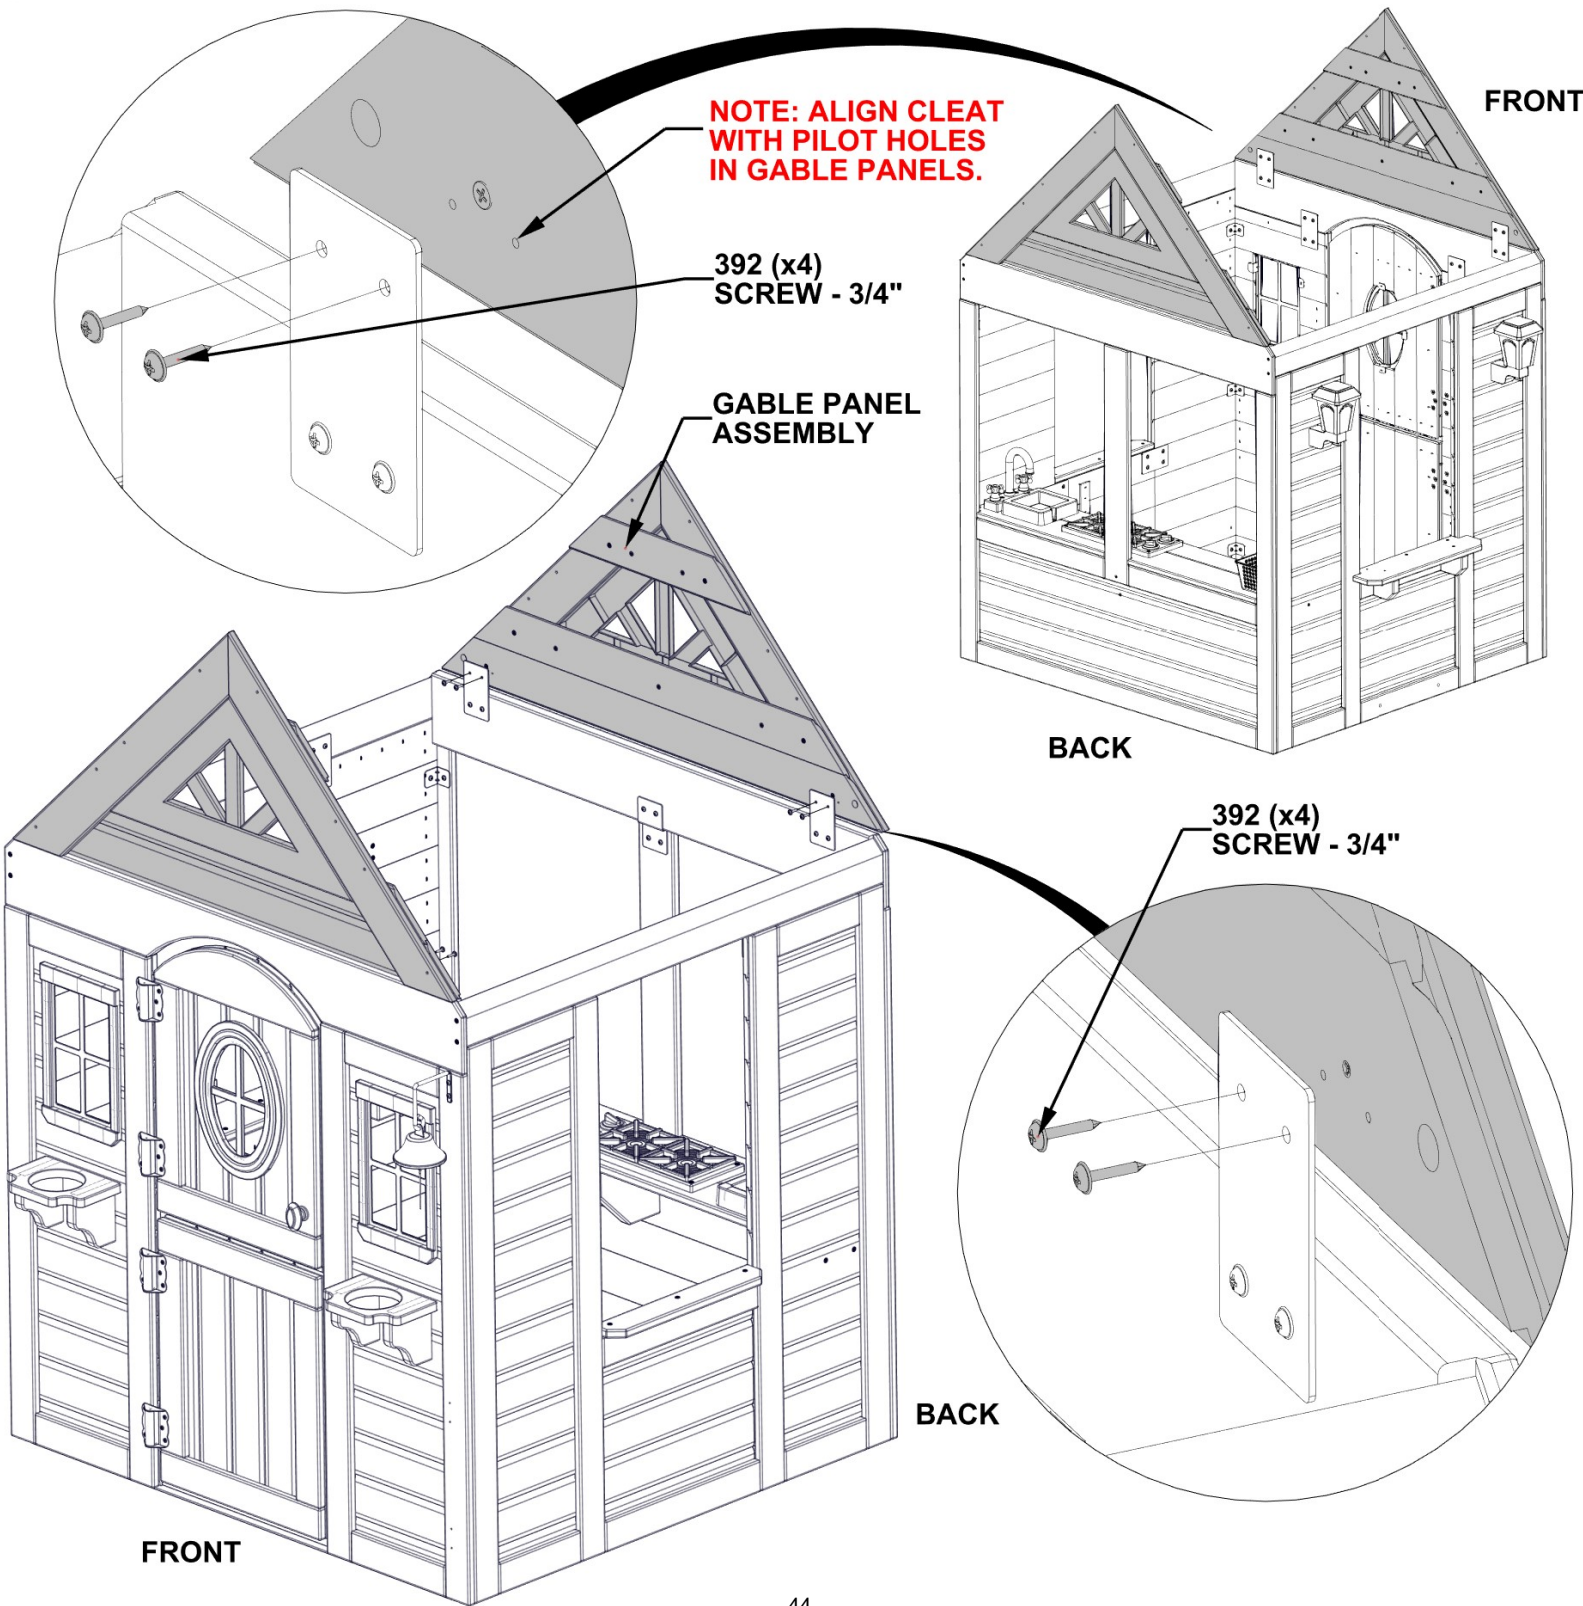 FRONT
NOTE: ALIGN CLEAT
WITH PILOT HOLES
IN GABLE PANELS.
392 (x4)
SCREW - 3/4"
GABLE PANEL
ASSEMBLY
BACK
392 (x4)
SCREW - 3/4"
BACK
FRONT
44